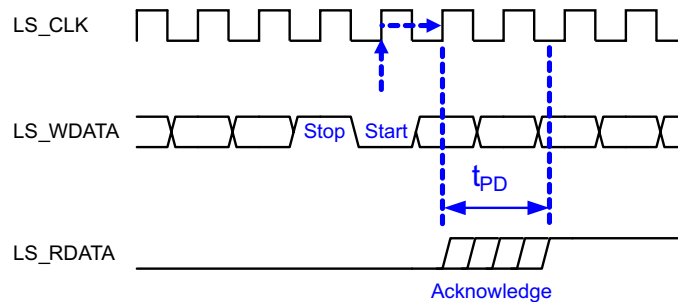 LS_CLK
LS_WDATA
Stop
Start
tPD
LS_RDATA
Acknowledge